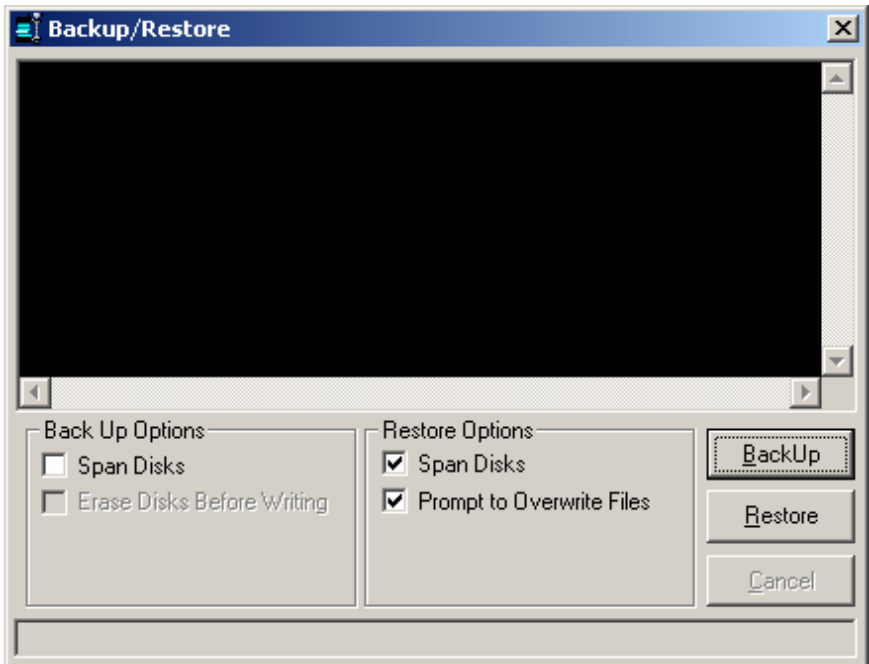 Backup/Restore
Back Up Options
Span Disks
Erase Disks Before Writing
Restore Options
Span Disks
Prompt to Overwrite Files
BackUp
Restore
Cancel